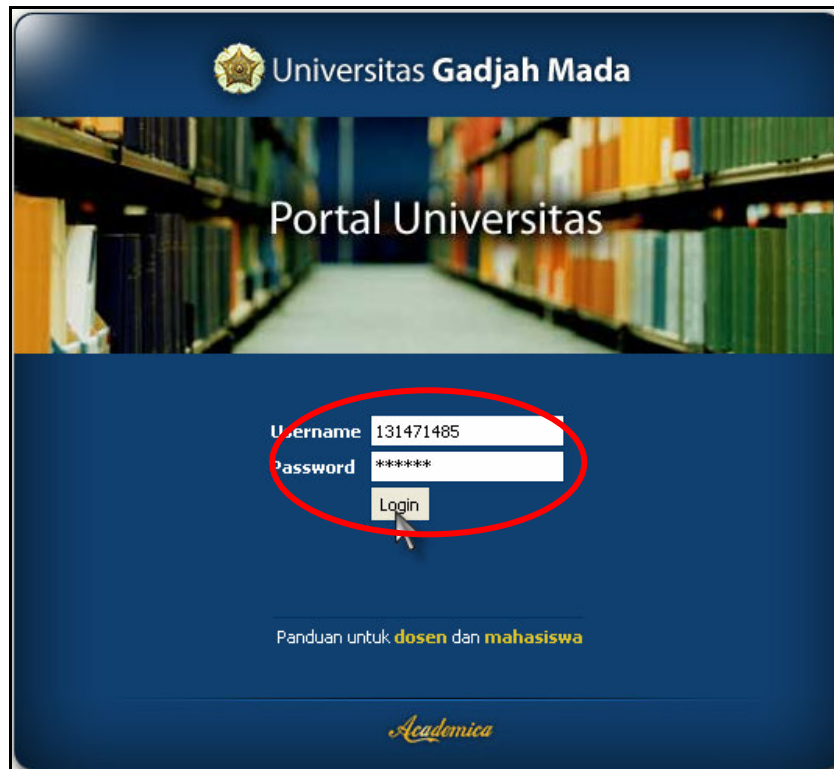 Universitas Gadjah Mada
Portal Universitas
Username 131471485
Password ******
Login
Panduan untuk dosen dan mahasiswa
Academica